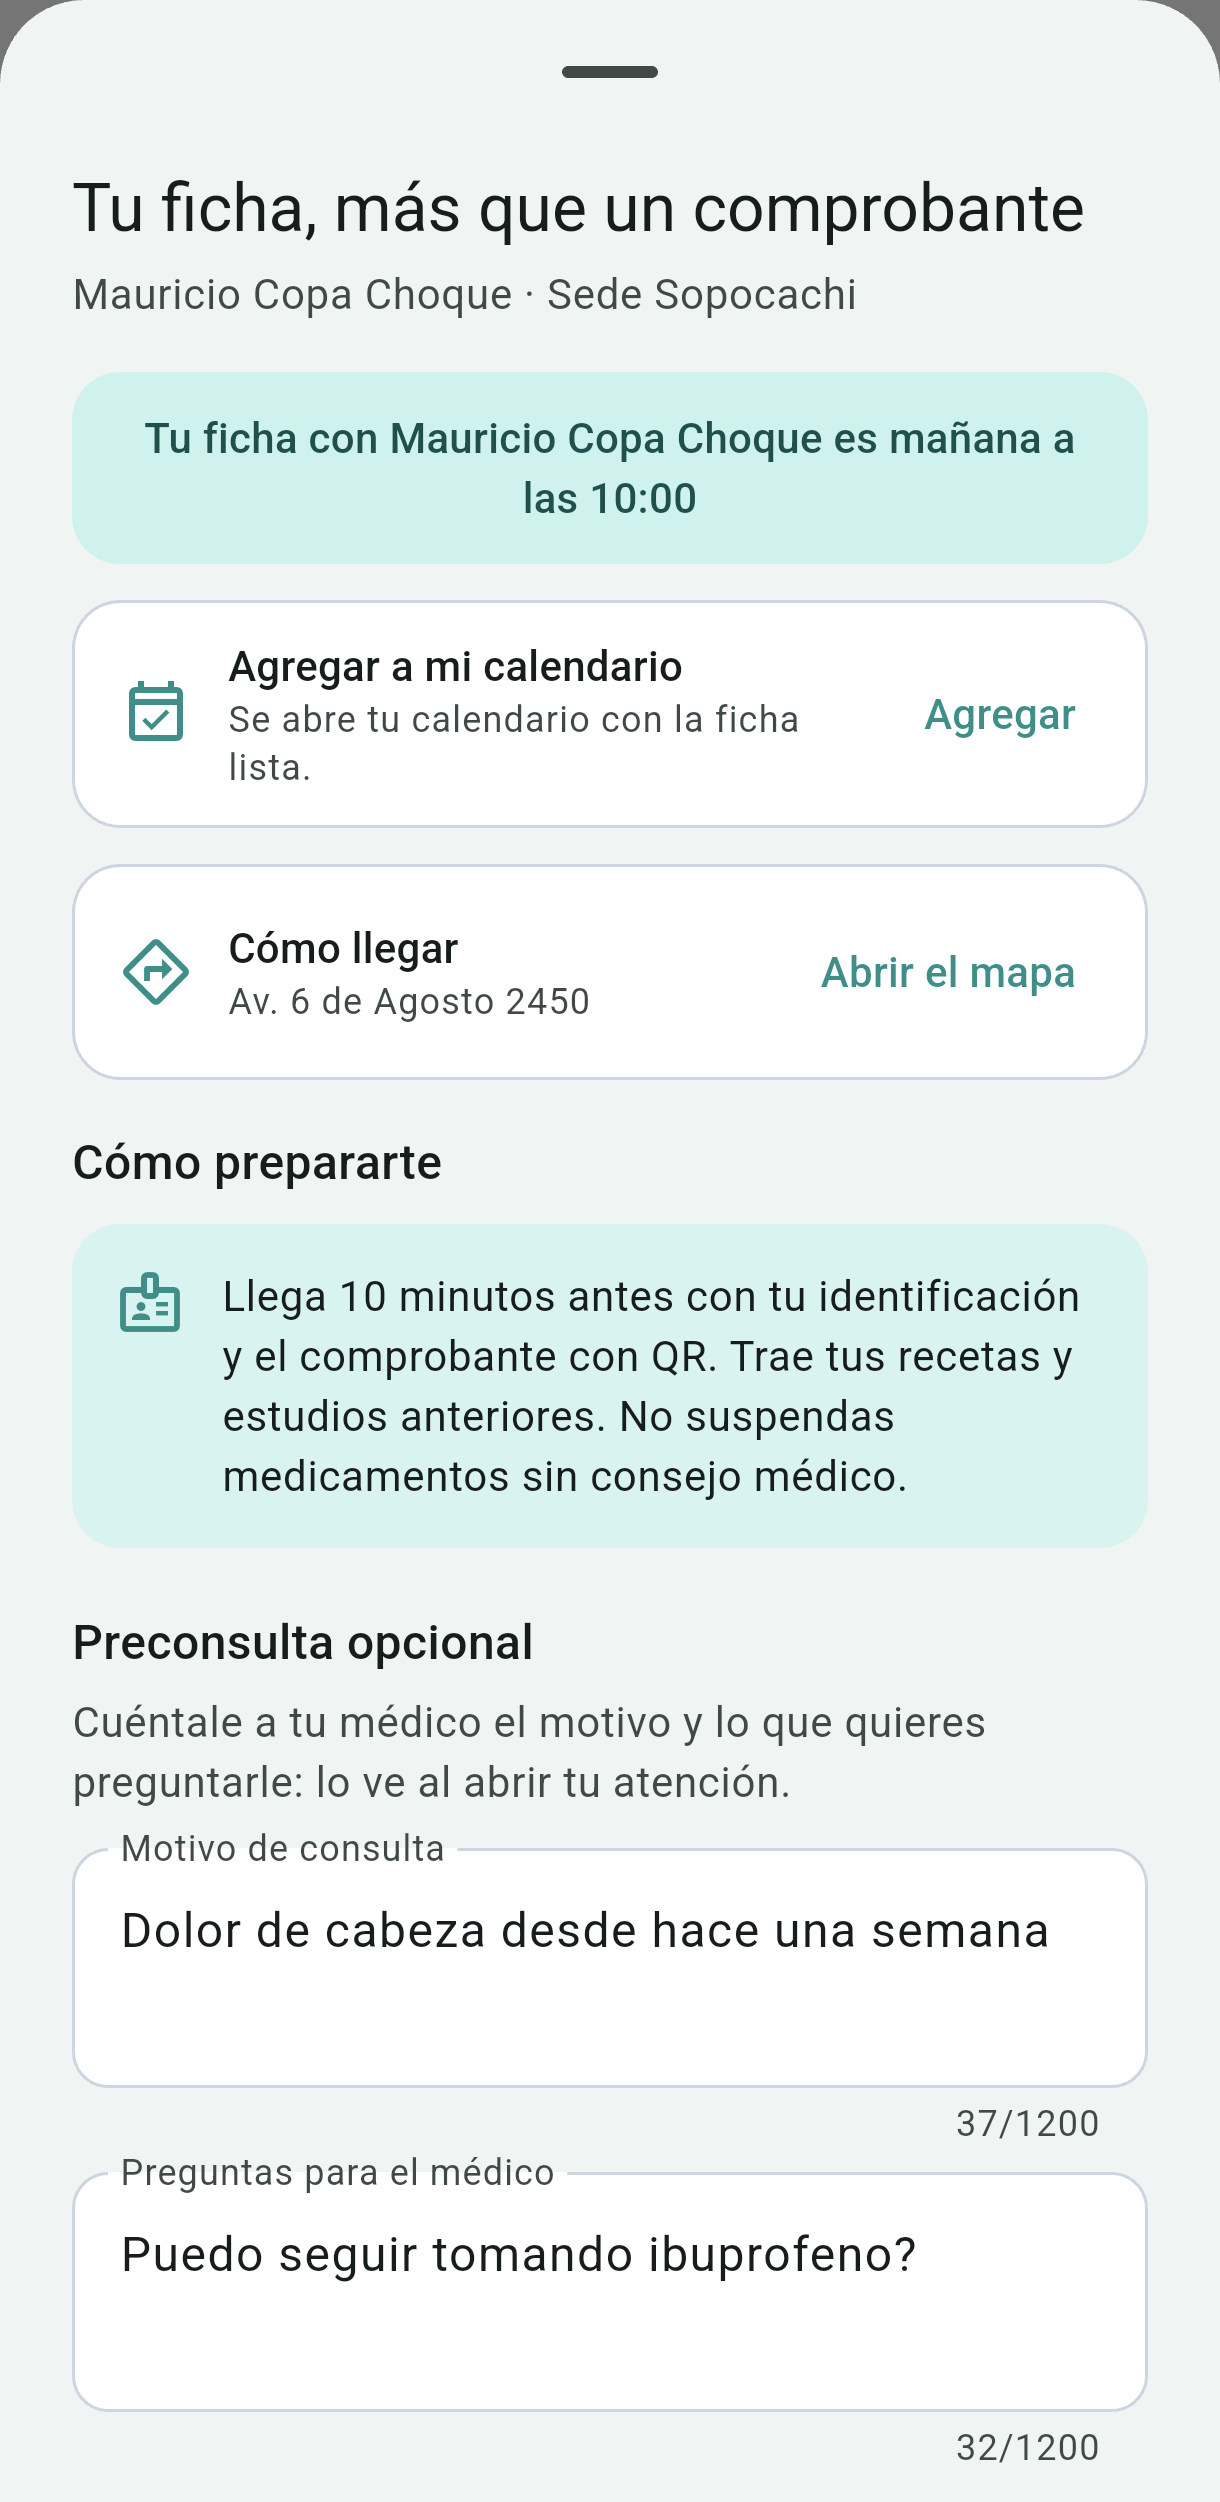 Tu ficha, más que un comprobante
Mauricio Copa Choque · Sede Sopocachi
Tu ficha con Mauricio Copa Choque es mañana a
las 10:00
Agregar a mi calendario
Se abre tu calendario con la ficha
lista.
Agregar
Cómo llegar
Av. 6 de Agosto 2450
Abrir el mapa
Cómo prepararte
Llega 10 minutos antes con tu identificación
y el comprobante con QR. Trae tus recetas y
estudios anteriores. No suspendas
medicamentos sin consejo médico.
Preconsulta opcional
Cuéntale a tu médico el motivo y lo que quieres
preguntarle: lo ve al abrir tu atención.
Motivo de consulta
Dolor de cabeza desde hace una semana
37/1200
Preguntas para el médico
Puedo seguir tomando ibuprofeno?
32/1200